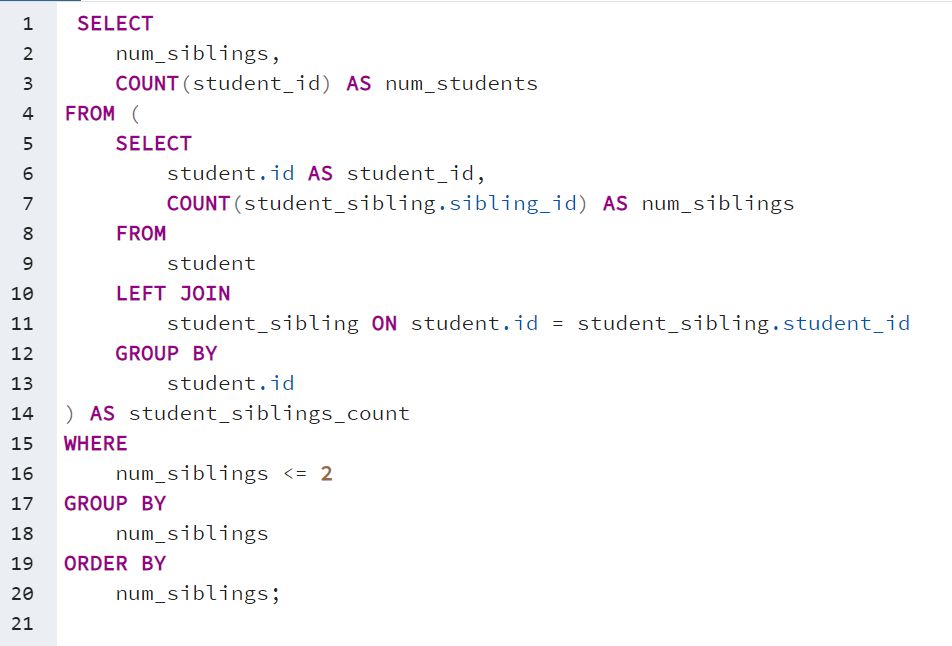 1 SELECT
2 num_siblings,
3 COUNT(student_id) AS num_students
4 FROM (
5 SELECT
6 student.id AS student_id,
7 COUNT(student_sibling.sibling_id) AS num_siblings
8 FROM
9 student
10 LEFT JOIN
11 student_sibling ON student.id = student_sibling.student_id
12 GROUP BY
13 student.id
14 ) AS student_siblings_count
15 WHERE
16 num_siblings <= 2
17 GROUP BY
18 num_siblings
19 ORDER BY
20 num_siblings;
21